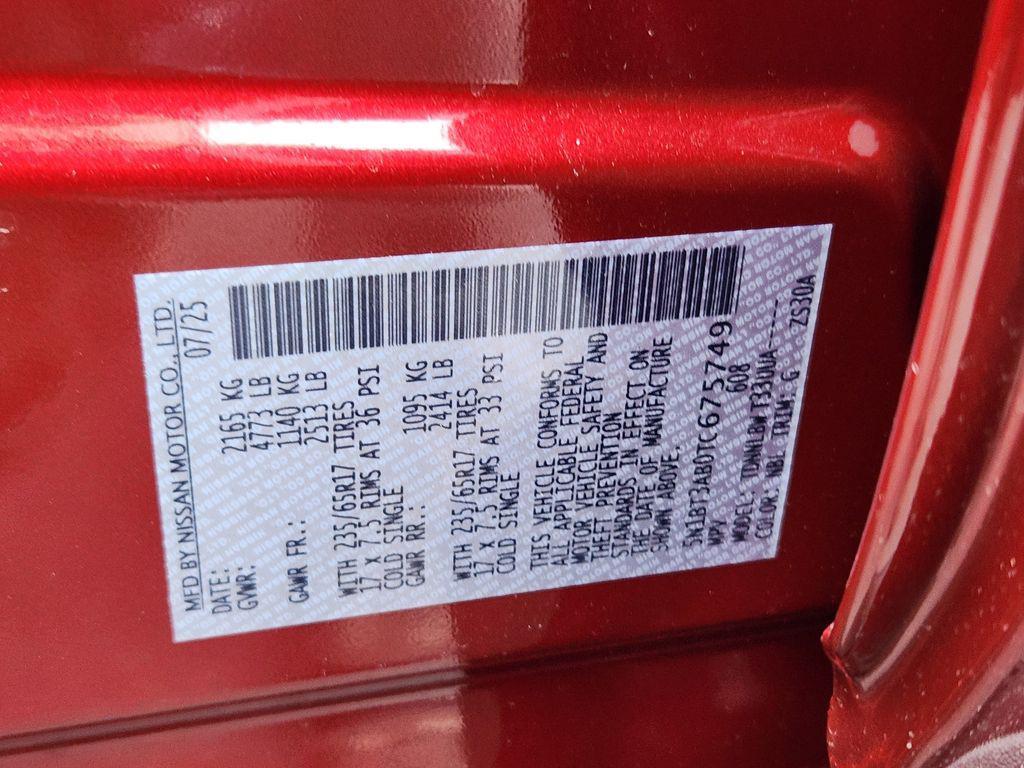 MFD BY NISSAN MOTOR CO., LTD.
DATE: 07/25
GVWR: 2165 KG
4773 LB
GAWR FR.: 1140 KG
2513 LB
WITH 235/65R17 TIRES
17 X 7.5 RIMS AT 36 PSI
COLD SINGLE
GAWR RR.: 1095 KG
2414 LB
WITH 235/65R17 TIRES
17 X 7.5 RIMS AT 33 PSI
COLD SINGLE
THIS VEHICLE CONFORMS TO
ALL APPLICABLE FEDERAL
MOTOR VEHICLE SAFETY AND
THEFT PREVENTION
STANDARDS IN EFFECT ON
THE DATE OF MANUFACTURE
SHOWN ABOVE.
5N1BT3AB0TC675749
MPV 608
MODEL:
COLOR: NBL TRIM: G ZS30A